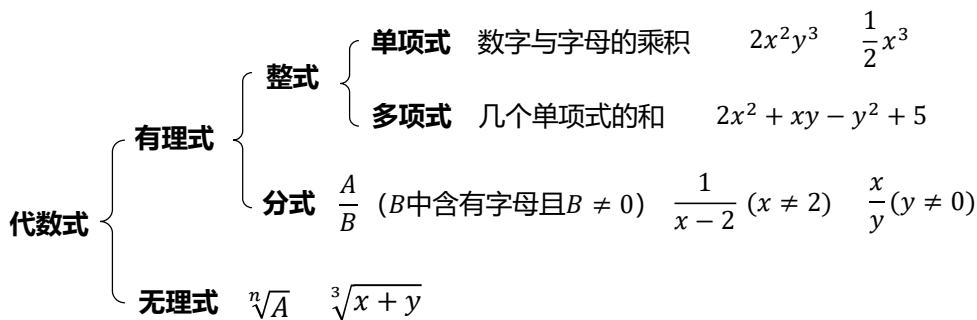 单项式 数字与字母的乘积 2x²y³ 1/2 x³
整式
多项式 几个单项式的和 2x² + xy − y² + 5
有理式
分式 A/B (B中含有字母且B ≠ 0) 1/(x − 2) (x ≠ 2) x/y (y ≠ 0)
代数式
无理式 ⁿ√A ³√(x + y)